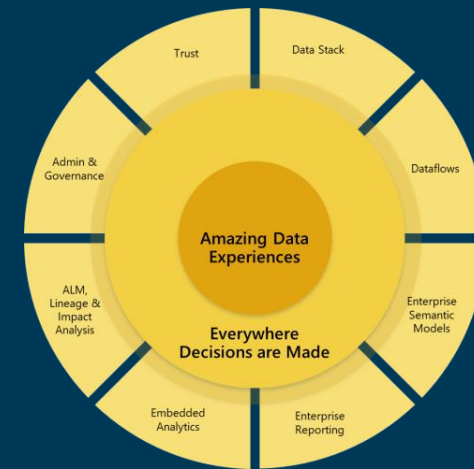 Trust
Data Stack
Admin &
Governance
Dataflows
Amazing Data
Experiences
ALM,
Lineage &
Impact
Analysis
Enterprise
Semantic
Models
Everywhere
Decisions are Made
Embedded
Analytics
Enterprise
Reporting